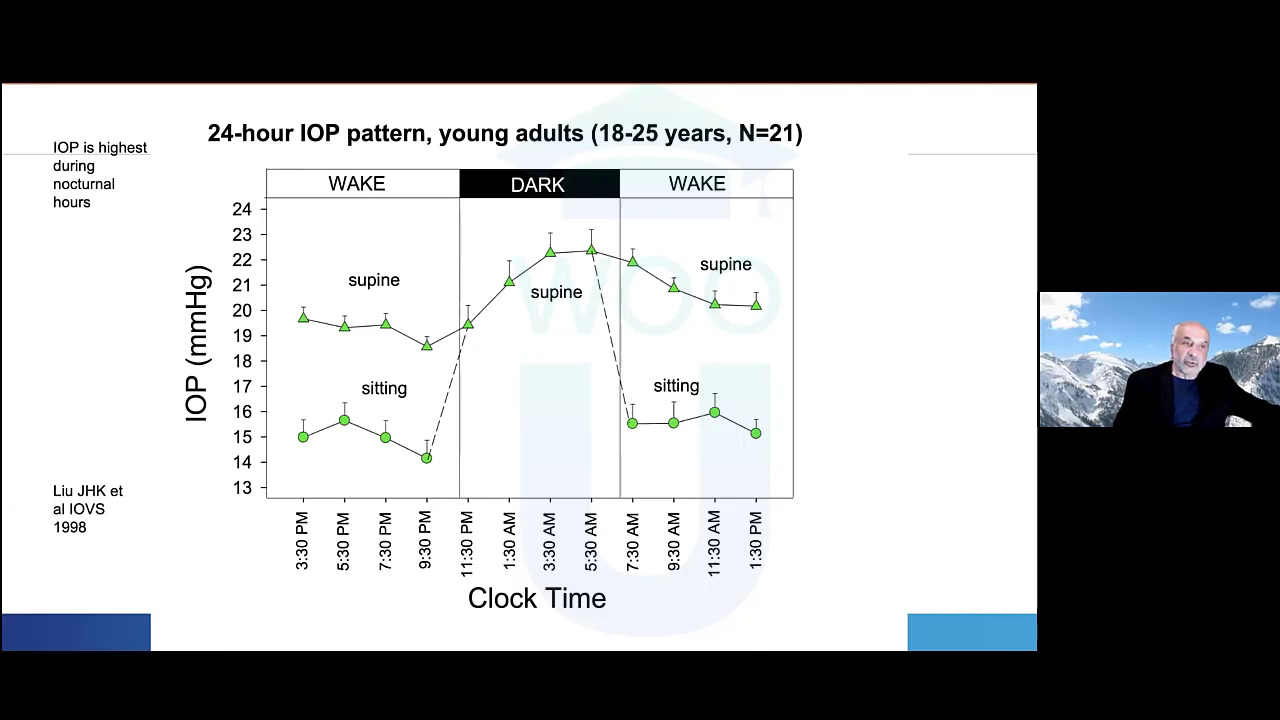 24-hour IOP pattern, young adults (18-25 years, N=21)
IOP is highest
during
nocturnal
hours
WAKE
DARK
WAKE
24
23
22
21
20
19
18
17
16
15
14
13
IOP (mmHg)
supine
supine
supine
sitting
sitting
3:30 PM
5:30 PM
7:30 PM
9:30 PM
11:30 PM
1:30 AM
3:30 AM
5:30 AM
7:30 AM
9:30 AM
11:30 AM
1:30 PM
Clock Time
Liu JHK et
al IOVS
1998
WOO
U